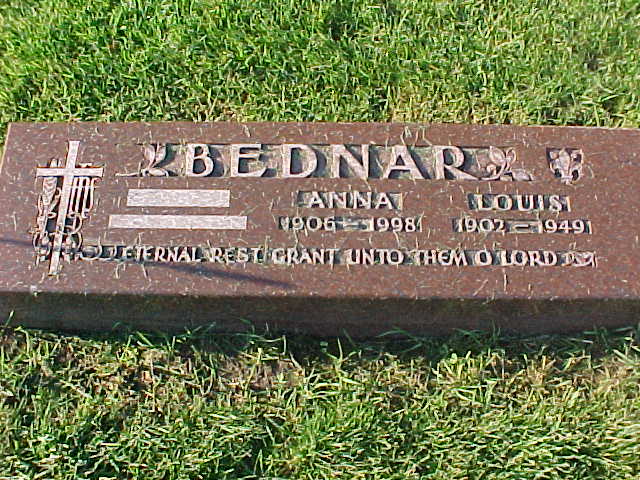 BEDNAR
ANNA LOUIS
1906 - 1998 1902 - 1949
ETERNAL REST GRANT UNTO THEM O LORD